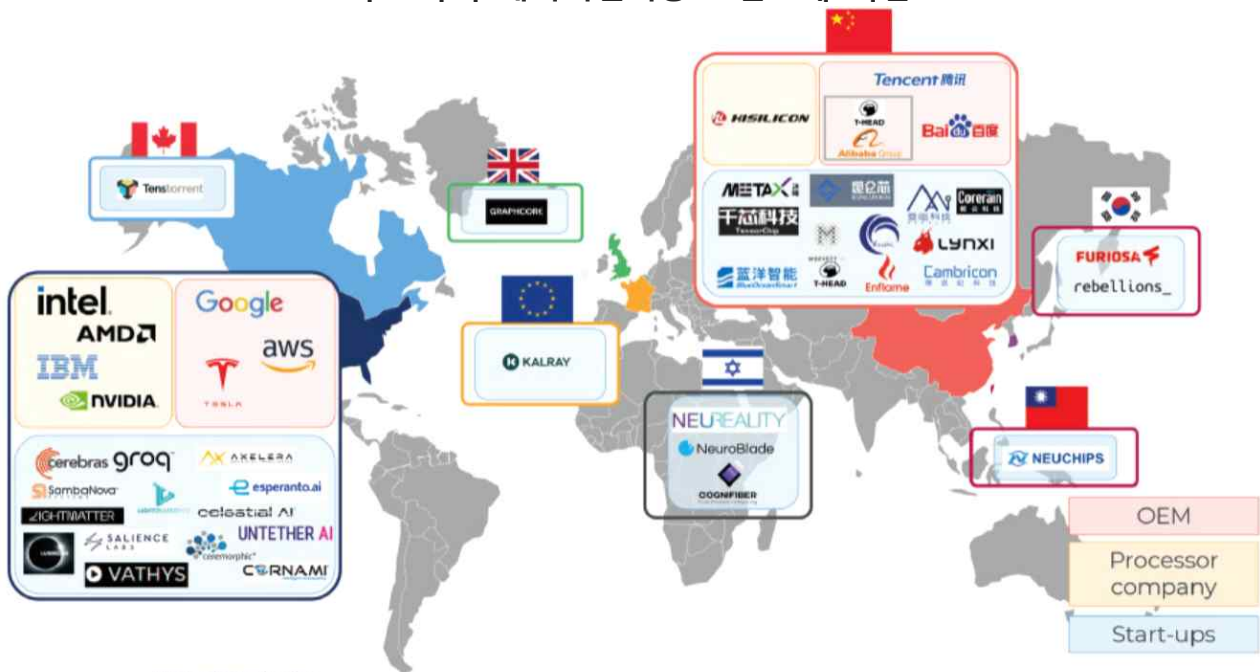 Tencent 腾讯
HISILICON
T-HEAD
Alibaba Group
Bai du 百度
Tenstorrent
GRAPHCORE
METAX
昆仑芯
Corerain
千芯科技
TensorChip
LYNXI
蓝洋智能
BlueOceanSmart
T-HEAD
Enflame
Cambricon
FURIOSA
rebellions_
intel.
AMD
IBM
NVIDIA
Google
aws
TESLA
KALRAY
NEUREALITY
NeuroBlade
COGNIFIBER
NEUCHIPS
cerebras
groq
AXELERA
SambaNova
esperanto.ai
LIGHTMATTER
celestial AI
SALIENCE
LABS
ceremorphic
UNTETHER AI
VATHYS
CORNAMI
OEM
Processor
company
Start-ups